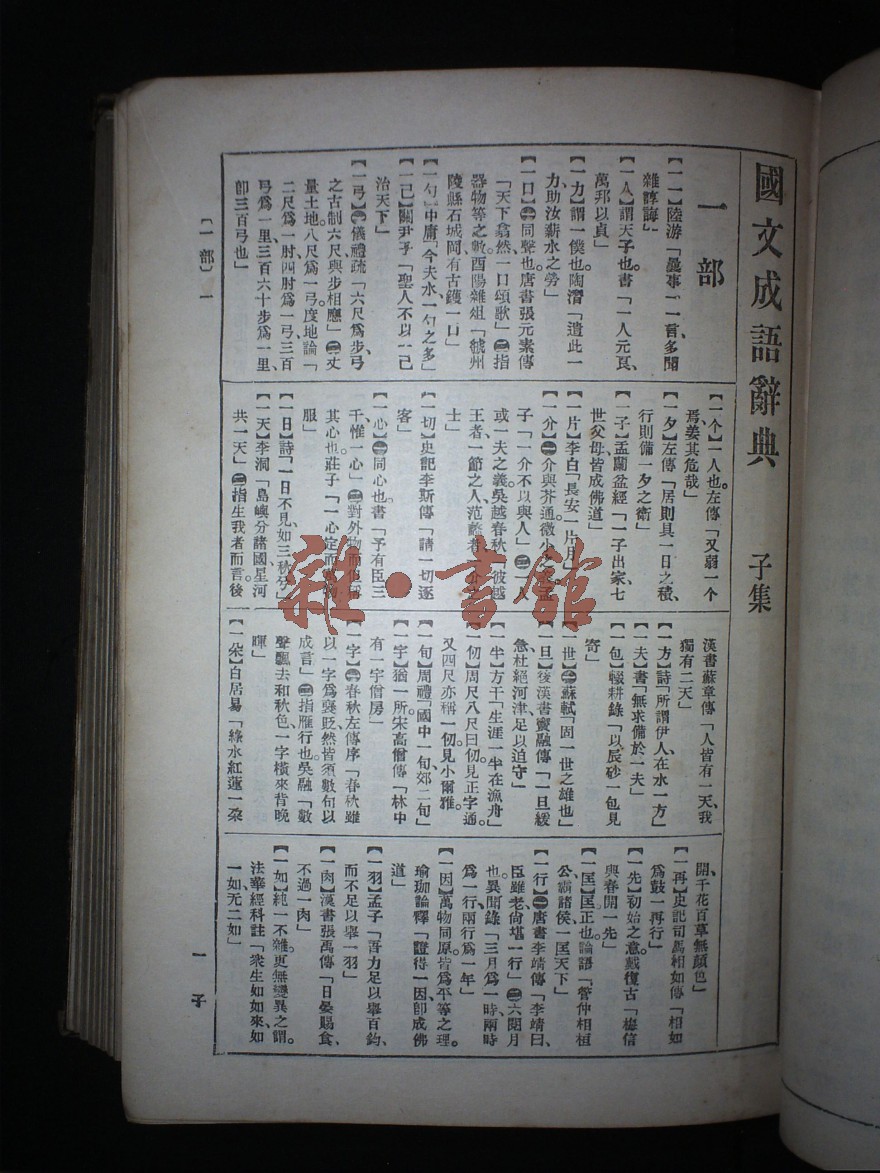 國文成語辭典 子集
一部
【一一】陸游「叢事一一首多聞
雜諄誨」
【一人】謂天子也書「一人元良
萬邦以貞」
【一力】謂一僕也陶潛「遣此一
力助汝薪水之勞」
【一口】㊀同聲也唐書張元素傳
「天下翕然一口頌歌」㊁指
器物等之數酉陽雜俎「虢州
陵縣石城岡有古鑊一口」
【一勺】中庸「今夫水一勺之多」
【一己】關尹子「聖人不以一己
治天下」
【一弓】㊀儀禮疏「六尺為步弓
之古制六尺與步相應」㊁丈
量土地八尺為一弓度地論「
二尺為一肘四肘為一弓三百
弓為一里三百六十步為一里
即三百弓也」
【一个】一人也左傳「又弱一个
焉姜其危哉」
【一夕】左傳「居則具一日之積
行則備一夕之衛」
【一子】盂蘭盆經「一子出家七
世父母皆成佛道」
【一片】李白「長安一片月」
【一介】㊀介與芥通微小之意孟
子「一介不以與人」㊁一人
或一夫之義吳越春秋「彼越
王者一節之人范蠡者一介之
士」
【一切】史記李斯傳「請一切逐
客」
【一心】㊀同心也書「予有臣三
千惟一心」㊁對外物而但稱
其心也莊子「一心定而萬物
服」
【一日】詩「一日不見如三秋兮」
【一天】李洞「島嶼分諸國星河
共一天」㊁指生我者而言後
漢書蘇章傳「人皆有一天我
獨有二天」
【一方】詩「所謂伊人在水一方」
【一夫】書「無求備於一夫」
【一包】輟耕錄「以辰砂一包見
寄」
【一世】㊀蘇軾「固一世之雄也」
【一旦】後漢書竇融傳「一旦緩
急杜絕河津足以迫守」
【一半】方干「生涯一半在漁舟」
【一仞】周尺八尺曰仞見正字通
又四尺亦稱一仞見小爾雅
【一旬】周禮「國中一旬郊二旬」
【一宇】猶一所宋高僧傳「林中
有一宇僧房」
【一字】㊀春秋左傳序「春秋雖
以一字為褒貶然皆須數句以
成言」㊁指雁行也吳融「數
聲飄去和秋色一字橫來背晚
暉」
【一朵】白居易「綠水紅蓮一朵
開千花百草無顏色」
【一再】史記司馬相如傳「相如
為鼓一再行」
【一先】初始之意戴復古「梅信
與春開一先」
【一匡】匡正也論語「管仲相桓
公霸諸侯一匡天下」
【一行】㊀唐書李靖傳「李靖曰
臣雖老尚堪一行」㊁六閱月
也異聞錄「三月為一時兩時
為一行兩行為一年」
【一因】萬物同原皆為平等之理
瑜珈論釋「證得一因即成佛
道」
【一羽】孟子「吾力足以舉百鈞
而不足以舉一羽」
【一肉】漢書張禹傳「日晏賜食
不過一肉」
【一如】純一不雜更無變異之謂
法華經科註「衆生如如來如
一如无二如」
〔一部〕一
一 子
雜·書館